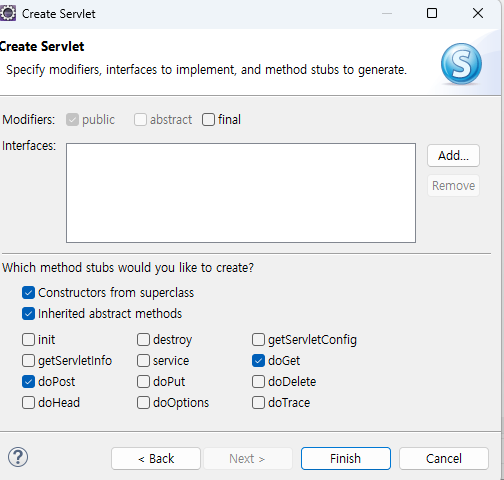 Create Servlet
Create Servlet
Specify modifiers, interfaces to implement, and method stubs to generate.
S
Modifiers: public abstract final
Interfaces:
Add...
Remove
Which method stubs would you like to create?
Constructors from superclass
Inherited abstract methods
init destroy getServletConfig
getServletInfo service doGet
doPost doPut doDelete
doHead doOptions doTrace
? < Back Next > Finish Cancel